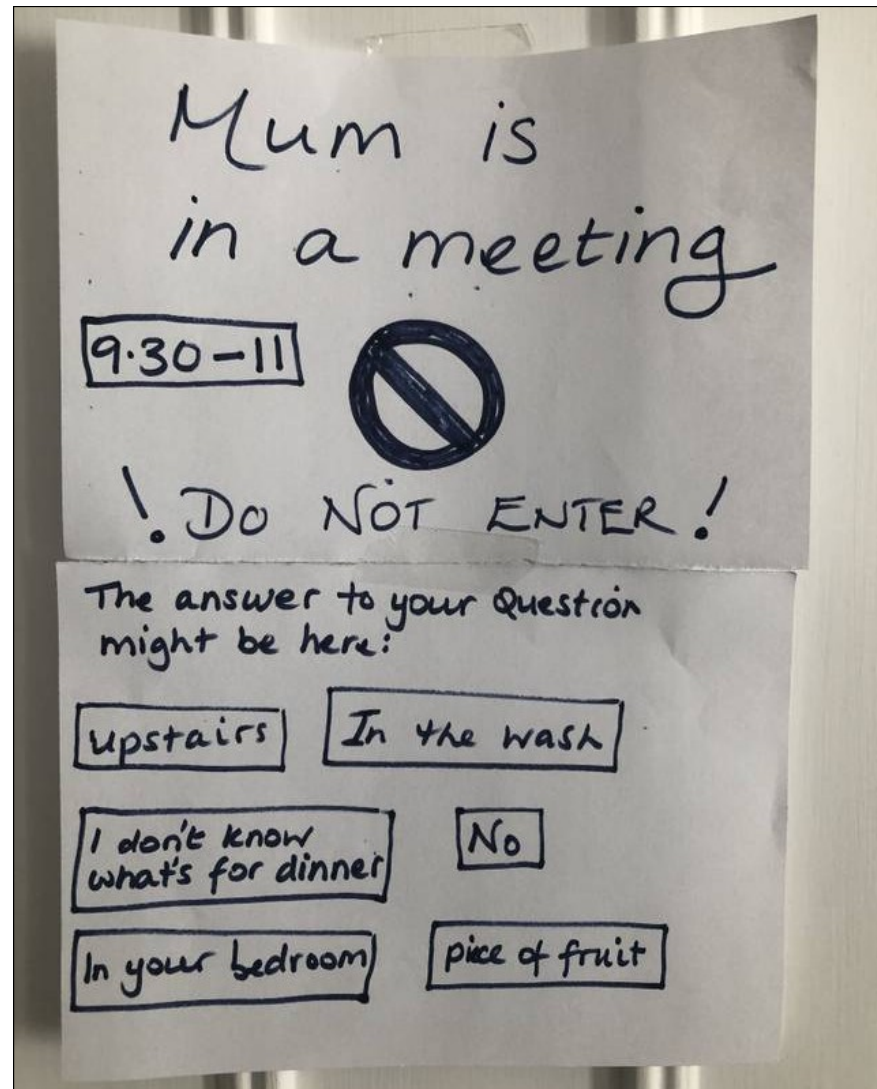 Mum is
in a meeting
9.30-11
! DO NOT ENTER !
The answer to your Question
might be here:
upstairs In the wash
I don't know
what's for dinner
No
In your bedroom piece of fruit